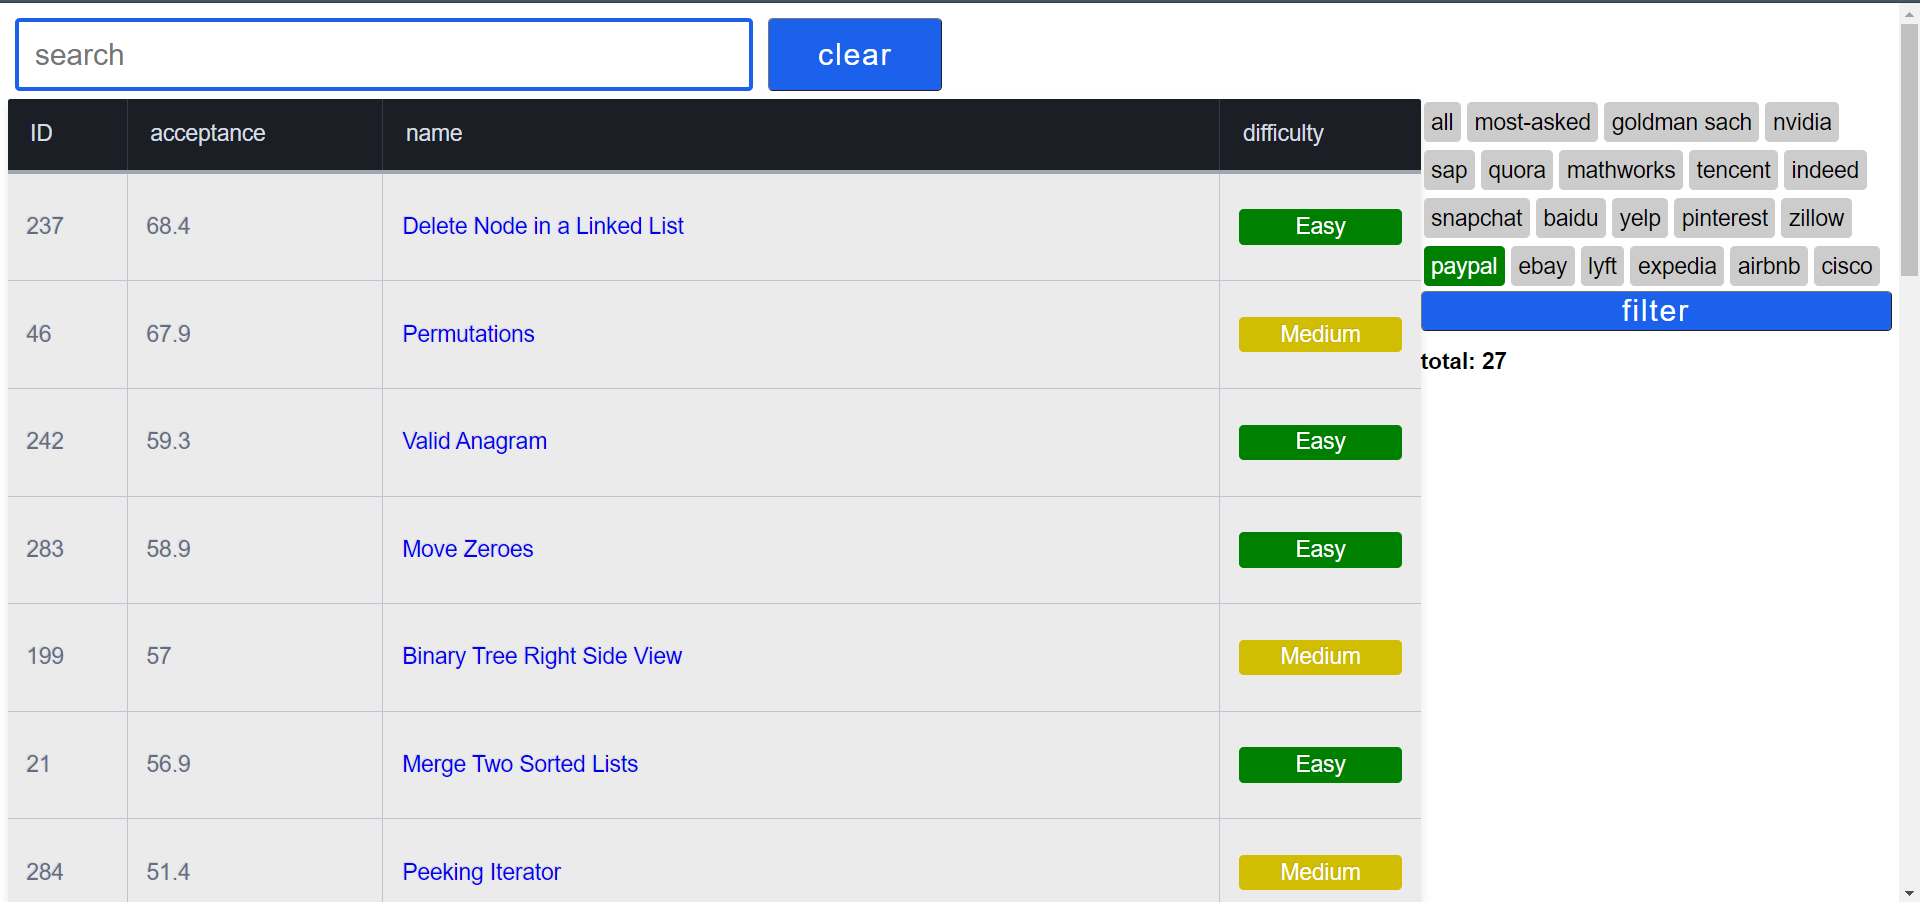 search clear
ID acceptance name difficulty
237 68.4 Delete Node in a Linked List Easy
46 67.9 Permutations Medium
242 59.3 Valid Anagram Easy
283 58.9 Move Zeroes Easy
199 57 Binary Tree Right Side View Medium
21 56.9 Merge Two Sorted Lists Easy
284 51.4 Peeking Iterator Medium
all most-asked goldman sach nvidia
sap quora mathworks tencent indeed
snapchat baidu yelp pinterest zillow
paypal ebay lyft expedia airbnb cisco
filter
total: 27